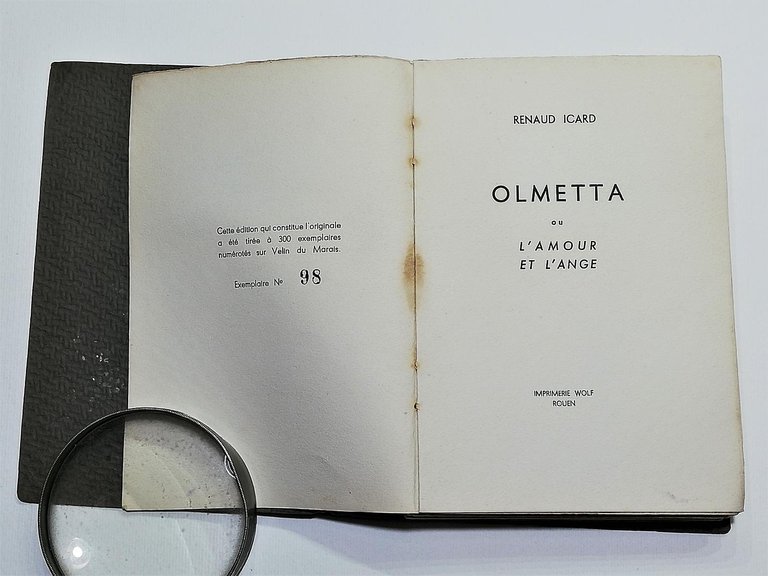 Cette édition qui constitue l'originale
a été tirée à 300 exemplaires
numérotés sur Velin du Marais.
Exemplaire Nº 98
RENAUD ICARD
OLMETTA
ou
L'AMOUR
ET L'ANGE
IMPRIMERIE WOLF
ROUEN